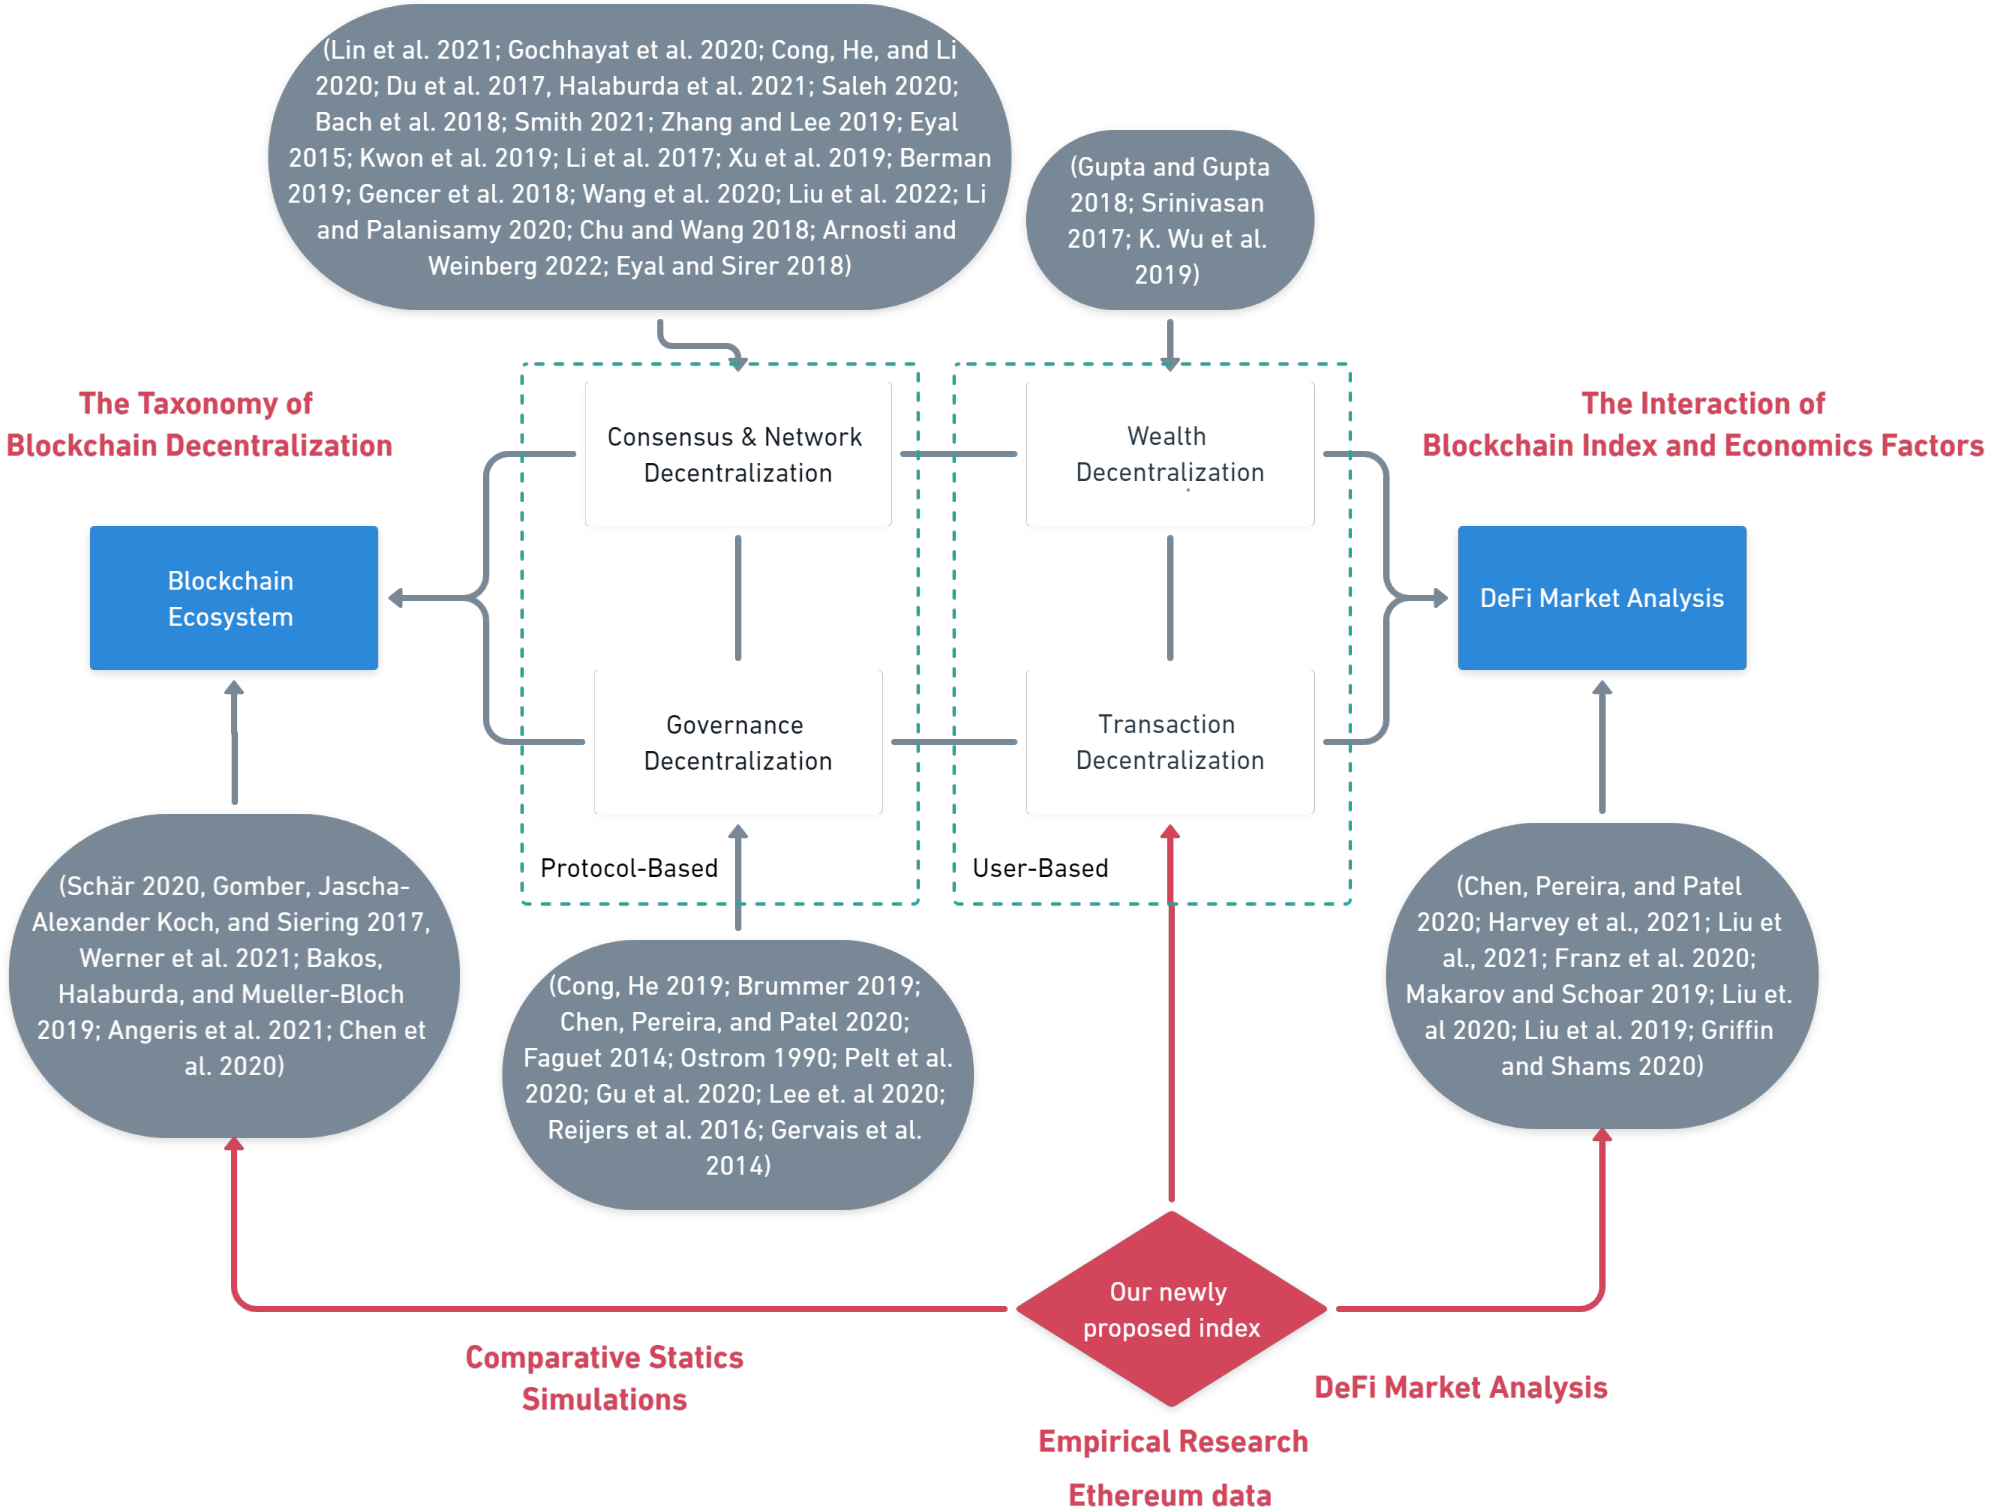 (Lin et al. 2021; Gochhayat et al. 2020; Cong, He, and Li
2020; Du et al. 2017, Halaburda et al. 2021; Saleh 2020;
Bach et al. 2018; Smith 2021; Zhang and Lee 2019; Eyal
2015; Kwon et al. 2019; Li et al. 2017; Xu et al. 2019; Berman
2019; Gencer et al. 2018; Wang et al. 2020; Liu et al. 2022; Li
and Palanisamy 2020; Chu and Wang 2018; Arnosti and
Weinberg 2022; Eyal and Sirer 2018)
(Gupta and Gupta
2018; Srinivasan
2017; K. Wu et al.
2019)
The Taxonomy of
Blockchain Decentralization
Consensus & Network
Decentralization
Wealth
Decentralization
The Interaction of
Blockchain Index and Economics Factors
Blockchain
Ecosystem
DeFi Market Analysis
Governance
Decentralization
Transaction
Decentralization
Protocol-Based
User-Based
(Schär 2020, Gomber, Jascha-
Alexander Koch, and Siering 2017,
Werner et al. 2021; Bakos,
Halaburda, and Mueller-Bloch
2019; Angeris et al. 2021; Chen et
al. 2020)
(Cong, He 2019; Brummer 2019;
Chen, Pereira, and Patel 2020;
Faguet 2014; Ostrom 1990; Pelt et al.
2020; Gu et al. 2020; Lee et. al 2020;
Reijers et al. 2016; Gervais et al.
2014)
(Chen, Pereira, and Patel
2020; Harvey et al., 2021; Liu et
al., 2021; Franz et al. 2020;
Makarov and Schoar 2019; Liu et.
al 2020; Liu et al. 2019; Griffin
and Shams 2020)
Our newly
proposed index
Comparative Statics
Simulations
DeFi Market Analysis
Empirical Research
Ethereum data